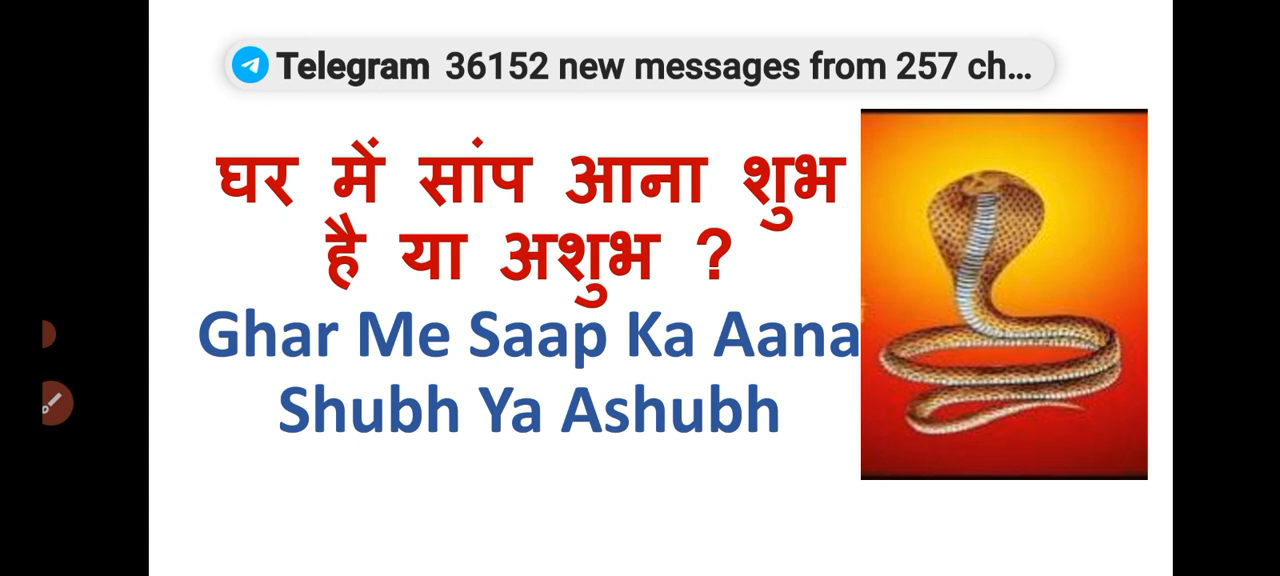 Telegram 36152 new messages from 257 ch...
घर में सांप आना शुभ
है या अशुभ ?
Ghar Me Saap Ka Aana
Shubh Ya Ashubh